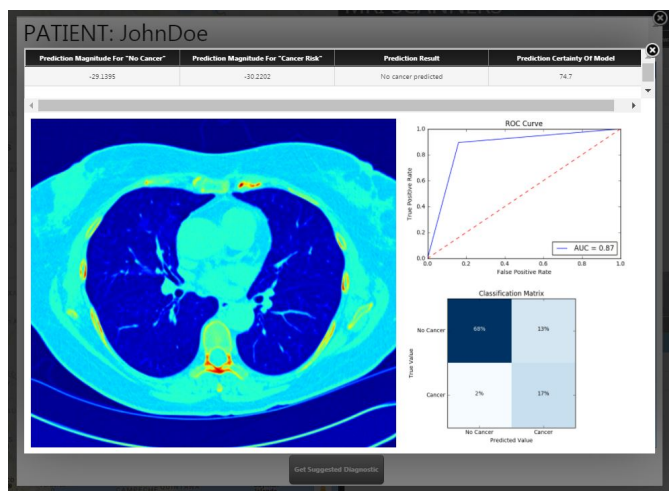 MRI SCANNERS
PATIENT: JohnDoe
Prediction Magnitude For "No Cancer" Prediction Magnitude For "Cancer Risk" Prediction Result Prediction Certainty Of Model
-29.1395 -30.2202 No cancer predicted 74.7
ROC Curve
True Positive Rate
1.0
0.8
0.6
0.4
0.2
0.0
AUC = 0.87
0.0 0.2 0.4 0.6 0.8 1.0
False Positive Rate
Classification Matrix
True Value
No Cancer 68% 13%
Cancer 2% 17%
No Cancer Cancer
Predicted Value
Get Suggested Diagnostic